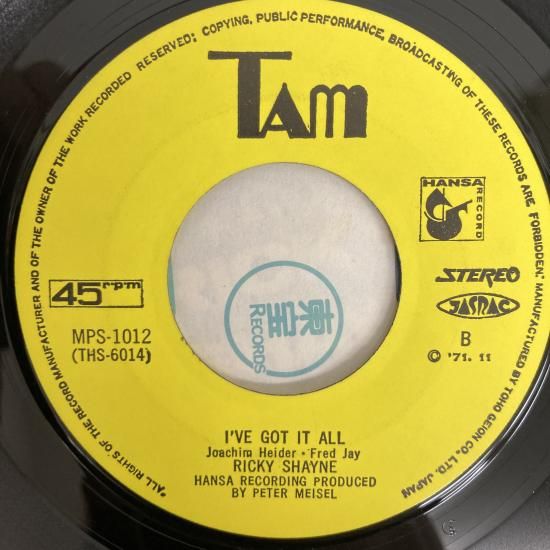 *ALL RIGHTS OF THE RECORD MANUFACTURER AND OF THE OWNER OF THE WORK RECORDED RESERVED: COPYING, PUBLIC PERFORMANCE, BROADCASTING OF THESE RECORDS ARE FORBIDDEN.* MANUFACTURED BY TOHO GEION CO., LTD. JAPAN
TAM
HANSA
RECORD
STEREO
JASRAC
45 rpm
MPS-1012
(THS-6014)
B
© '71. 11
東宝
RECORDS
I'VE GOT IT ALL
Joachim Heider・Fred Jay
RICKY SHAYNE
HANSA RECORDING PRODUCED
BY PETER MEISEL